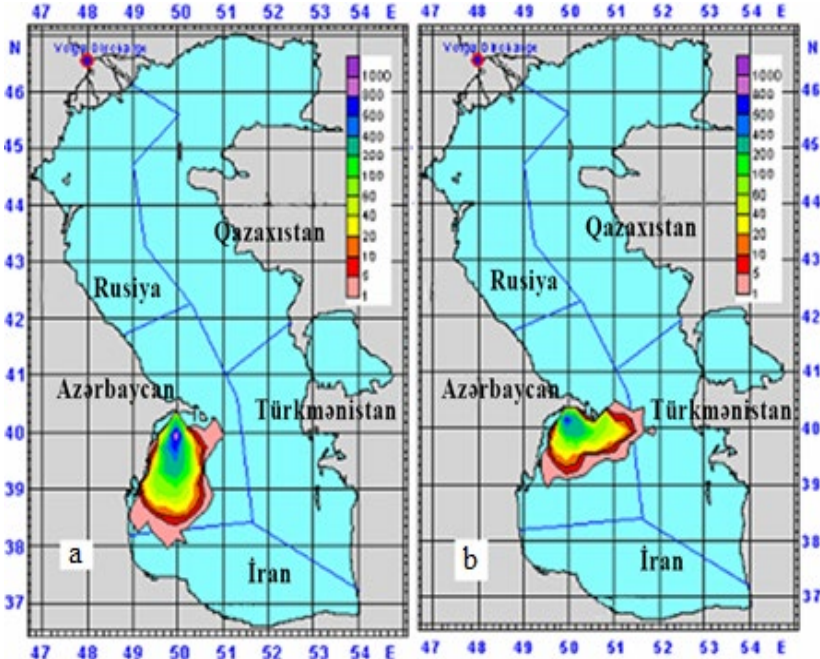 47 48 49 50 51 52 53 54 E
N
Volga Discharge
46
45
44
43
42
41
40
39
38
37
1000
800
600
400
200
100
60
40
20
10
5
1
Qazaxıstan
Rusiya
Azərbaycan
Türkmənistan
a
İran
47 48 49 50 51 52 53 54 E
47 48 49 50 51 52 53 54 E
N
Volga Discharge
46
45
44
43
42
41
40
39
38
37
1000
800
600
400
200
100
60
40
20
10
5
1
Qazaxıstan
Rusiya
Azərbaycan
Türkmənistan
b
İran
47 48 49 50 51 52 53 54 E